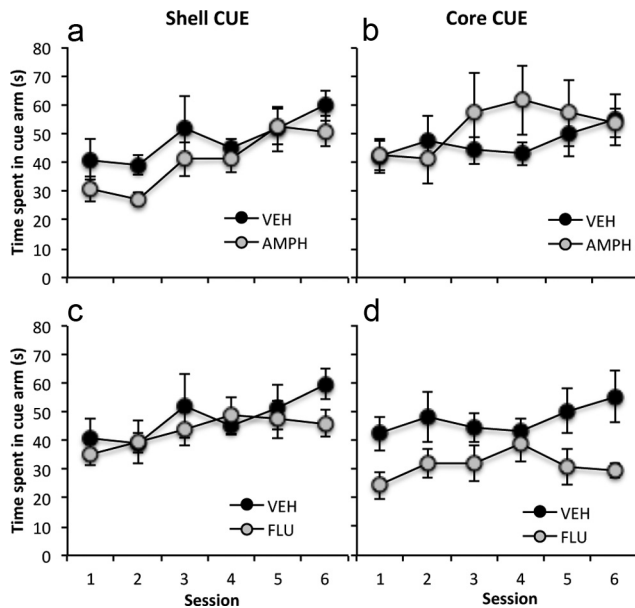 Shell CUE
Core CUE
a
b
Time spent in cue arm (s)
80
70
60
50
40
30
20
10
0
VEH
AMPH
VEH
AMPH
c
d
Time spent in cue arm (s)
80
70
60
50
40
30
20
10
0
VEH
FLU
VEH
FLU
1 2 3 4 5 6
1 2 3 4 5 6
Session
Session